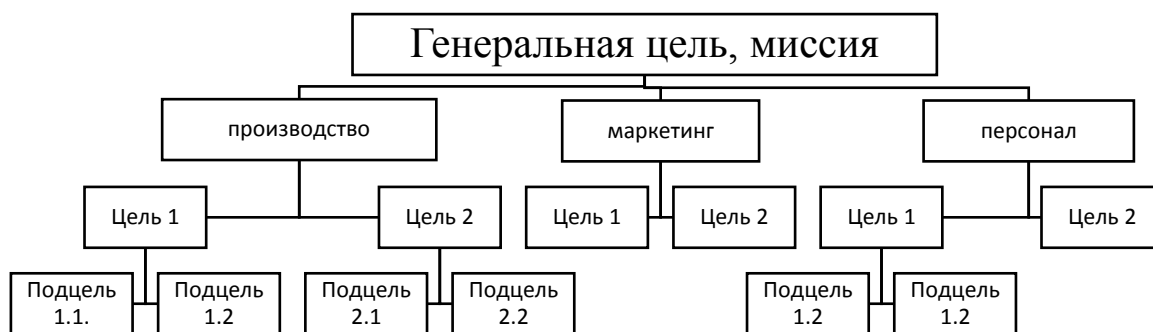 Генеральная цель, миссия
производство
маркетинг
персонал
Цель 1
Цель 2
Цель 1
Цель 2
Цель 1
Цель 2
Подцель
1.1.
Подцель
1.2
Подцель
2.1
Подцель
2.2
Подцель
1.2
Подцель
1.2